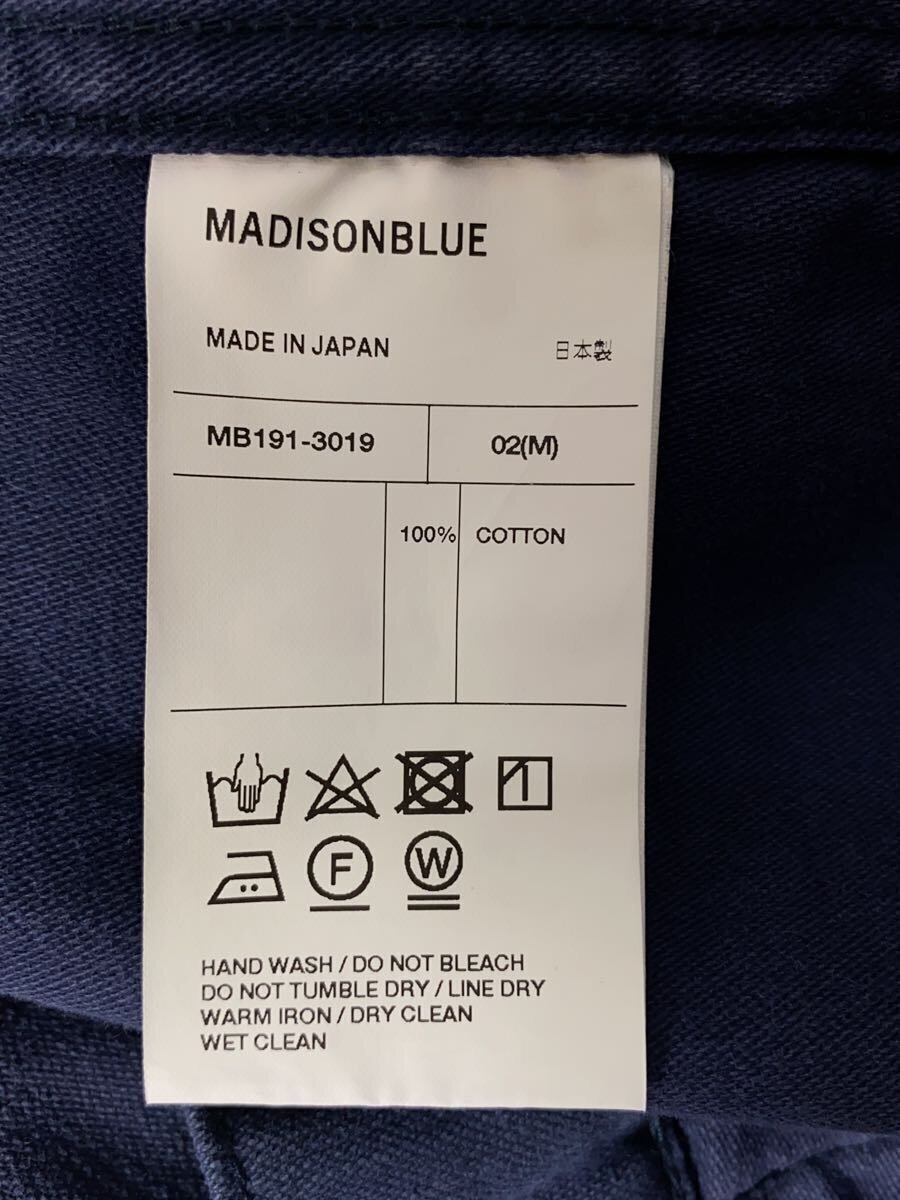 MADISONBLUE
MADE IN JAPAN 日本製
MB191-3019 02(M)
100% COTTON
F W
HAND WASH / DO NOT BLEACH
DO NOT TUMBLE DRY / LINE DRY
WARM IRON / DRY CLEAN
WET CLEAN